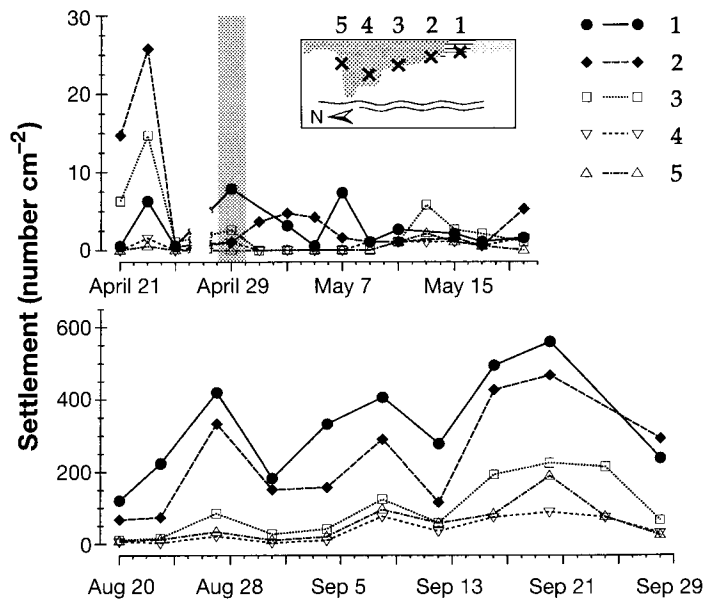 30
20
10
0
April 21 April 29 May 7 May 15
5 4 3 2 1
N
1
2
3
4
5
Settlement (number cm⁻²)
600
400
200
0
Aug 20 Aug 28 Sep 5 Sep 13 Sep 21 Sep 29